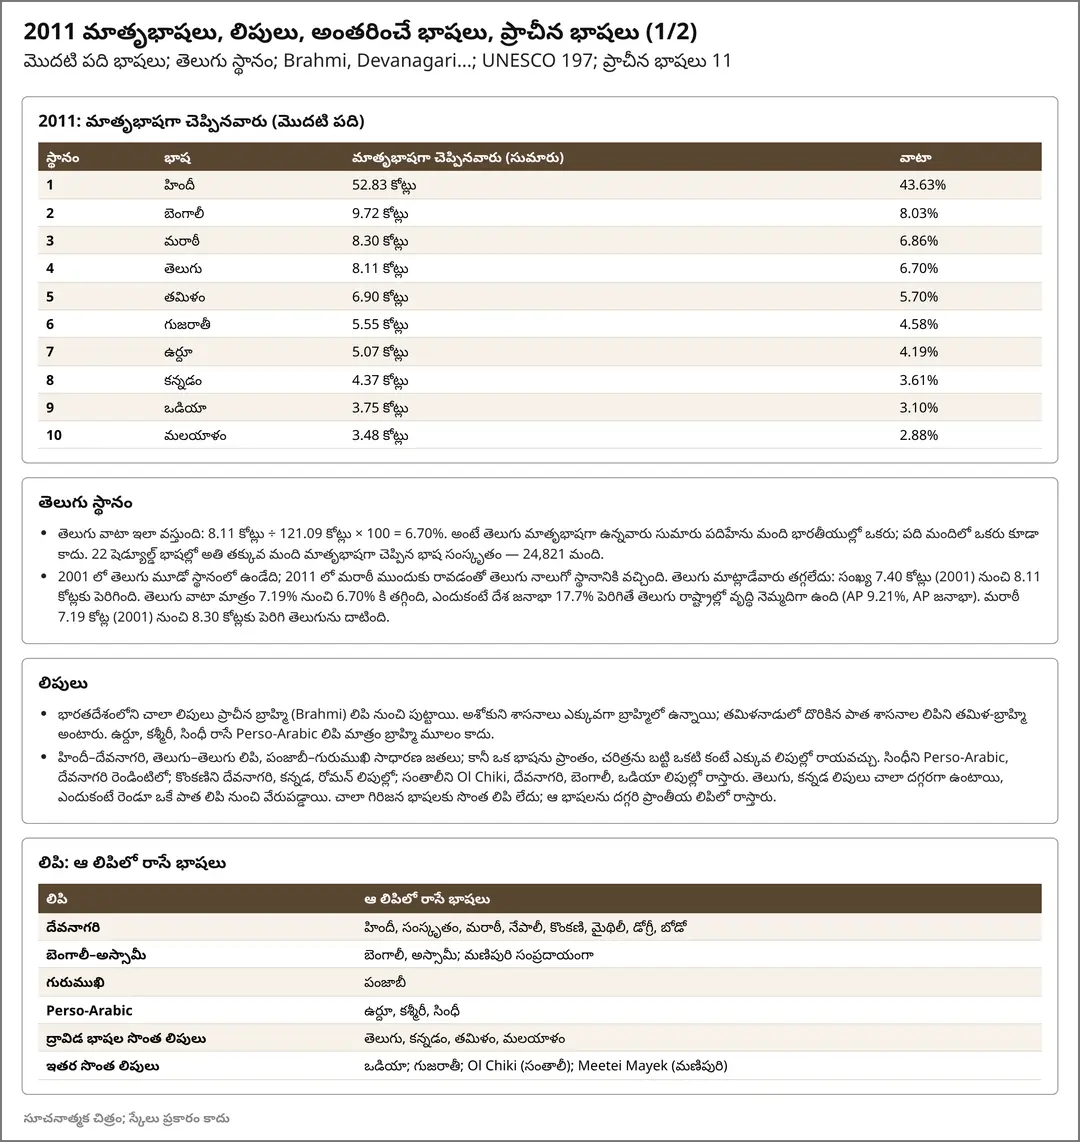 2011 మాతృభాషలు, లిపులు, అంతరించే భాషలు, ప్రాచీన భాషలు (1/2)
మొదటి పది భాషలు; తెలుగు స్థానం; Brahmi, Devanagari...; UNESCO 197; ప్రాచీన భాషలు 11
2011: మాతృభాషగా చెప్పినవారు (మొదటి పది)
స్థానం భాష మాతృభాషగా చెప్పినవారు (సుమారు) వాటా
1 హిందీ 52.83 కోట్లు 43.63%
2 బెంగాలీ 9.72 కోట్లు 8.03%
3 మరాఠీ 8.30 కోట్లు 6.86%
4 తెలుగు 8.11 కోట్లు 6.70%
5 తమిళం 6.90 కోట్లు 5.70%
6 గుజరాతీ 5.55 కోట్లు 4.58%
7 ఉర్దూ 5.07 కోట్లు 4.19%
8 కన్నడం 4.37 కోట్లు 3.61%
9 ఒడియా 3.75 కోట్లు 3.10%
10 మలయాళం 3.48 కోట్లు 2.88%
తెలుగు స్థానం
• తెలుగు వాటా ఇలా వస్తుంది: 8.11 కోట్లు ÷ 121.09 కోట్లు × 100 = 6.70%. అంటే తెలుగు మాతృభాషగా ఉన్నవారు సుమారు పదిహేను మంది భారతీయుల్లో ఒకరు; పది మందిలో ఒకరు కూడా
కాదు. 22 షెడ్యూల్డ్ భాషల్లో అతి తక్కువ మంది మాతృభాషగా చెప్పిన భాష సంస్కృతం — 24,821 మంది.
• 2001 లో తెలుగు మూడో స్థానంలో ఉండేది; 2011 లో మరాఠీ ముందుకు రావడంతో తెలుగు నాలుగో స్థానానికి వచ్చింది. తెలుగు మాట్లాడేవారు తగ్గలేదు: సంఖ్య 7.40 కోట్లు (2001) నుంచి 8.11
కోట్లకు పెరిగింది. తెలుగు వాటా మాత్రం 7.19% నుంచి 6.70% కి తగ్గింది, ఎందుకంటే దేశ జనాభా 17.7% పెరిగితే తెలుగు రాష్ట్రాల్లో వృద్ధి నెమ్మదిగా ఉంది (AP 9.21%, AP జనాభా). మరాఠీ
7.19 కోట్ల (2001) నుంచి 8.30 కోట్లకు పెరిగి తెలుగును దాటింది.
లిపులు
• భారతదేశంలోని చాలా లిపులు ప్రాచీన బ్రాహ్మి (Brahmi) లిపి నుంచి పుట్టాయి. అశోకుని శాసనాలు ఎక్కువగా బ్రాహ్మిలో ఉన్నాయి; తమిళనాడులో దొరికిన పాత శాసనాల లిపిని తమిళ-బ్రాహ్మి
అంటారు. ఉర్దూ, కశ్మీరీ, సింధీ రాసే Perso-Arabic లిపి మాత్రం బ్రాహ్మి మూలం కాదు.
• హిందీ–దేవనాగరి, తెలుగు–తెలుగు లిపి, పంజాబీ–గురుముఖి సాధారణ జతలు; కానీ ఒక భాషను ప్రాంతం, చరిత్రను బట్టి ఒకటి కంటే ఎక్కువ లిపుల్లో రాయవచ్చు. సింధీని Perso-Arabic,
దేవనాగరి రెండింటిలో; కొంకణిని దేవనాగరి, కన్నడ, రోమన్ లిపుల్లో; సంతాలీని Ol Chiki, దేవనాగరి, బెంగాలీ, ఒడియా లిపుల్లో రాస్తారు. తెలుగు, కన్నడ లిపులు చాలా దగ్గరగా ఉంటాయి,
ఎందుకంటే రెండూ ఒకే పాత లిపి నుంచి వేరుపడ్డాయి. చాలా గిరిజన భాషలకు సొంత లిపి లేదు; ఆ భాషలను దగ్గరి ప్రాంతీయ లిపిలో రాస్తారు.
లిపి: ఆ లిపిలో రాసే భాషలు
లిపి ఆ లిపిలో రాసే భాషలు
దేవనాగరి హిందీ, సంస్కృతం, మరాఠీ, నేపాలీ, కొంకణి, మైథిలీ, డోగ్రీ, బోడో
బెంగాలీ–అస్సామీ బెంగాలీ, అస్సామీ; మణిపురి సంప్రదాయంగా
గురుముఖి పంజాబీ
Perso-Arabic ఉర్దూ, కశ్మీరీ, సింధీ
ద్రావిడ భాషల సొంత లిపులు తెలుగు, కన్నడం, తమిళం, మలయాళం
ఇతర సొంత లిపులు ఒడియా; గుజరాతీ; Ol Chiki (సంతాలీ); Meetei Mayek (మణిపురి)
సూచనాత్మక చిత్రం; స్కేలు ప్రకారం కాదు